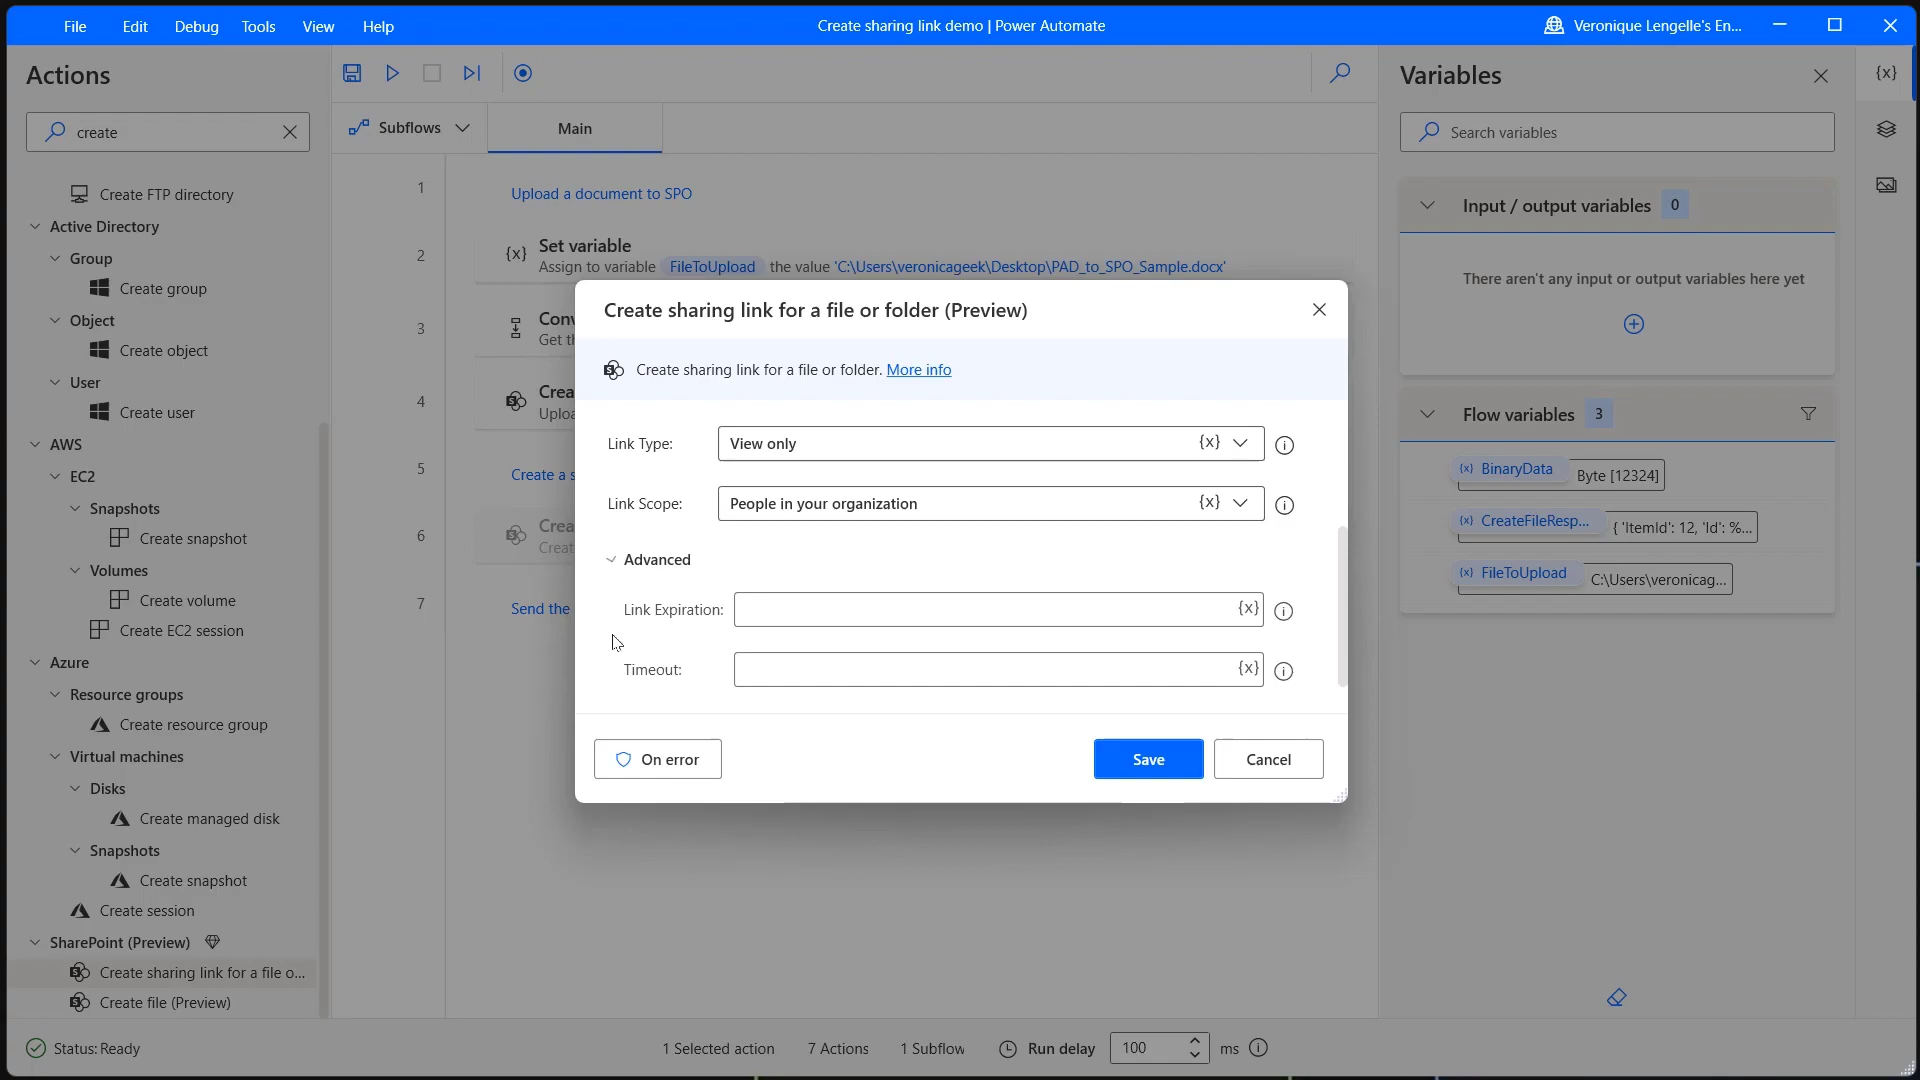 File Edit Debug Tools View Help
Create sharing link demo | Power Automate
Veronique Lengelle's En...
Actions
create
Create FTP directory
Active Directory
Group
Create group
Object
Create object
User
Create user
AWS
EC2
Snapshots
Create snapshot
Volumes
Create volume
Create EC2 session
Azure
Resource groups
Create resource group
Virtual machines
Disks
Create managed disk
Snapshots
Create snapshot
Create session
SharePoint (Preview)
Create sharing link for a file o...
Create file (Preview)
Subflows
Main
1
Upload a document to SPO
2
{x} Set variable
Assign to variable FileToUpload the value 'C:\Users\veronicageek\Desktop\PAD_to_SPO_Sample.docx'
3
Conv
Get th
4
Crea
Uploa
5
Create a s
6
Crea
Creat
7
Send the
Create sharing link for a file or folder (Preview)
Create sharing link for a file or folder. More info
Link Type: View only {x}
Link Scope: People in your organization {x}
Advanced
Link Expiration: {x}
Timeout: {x}
On error
Save
Cancel
Variables
{x}
Search variables
Input / output variables 0
There aren't any input or output variables here yet
Flow variables 3
{x} BinaryData Byte [12324]
{x} CreateFileResp... { 'ItemId': 12, 'Id': %...
{x} FileToUpload C:\Users\veronicag...
Status: Ready
1 Selected action
7 Actions
1 Subflow
Run delay 100 ms